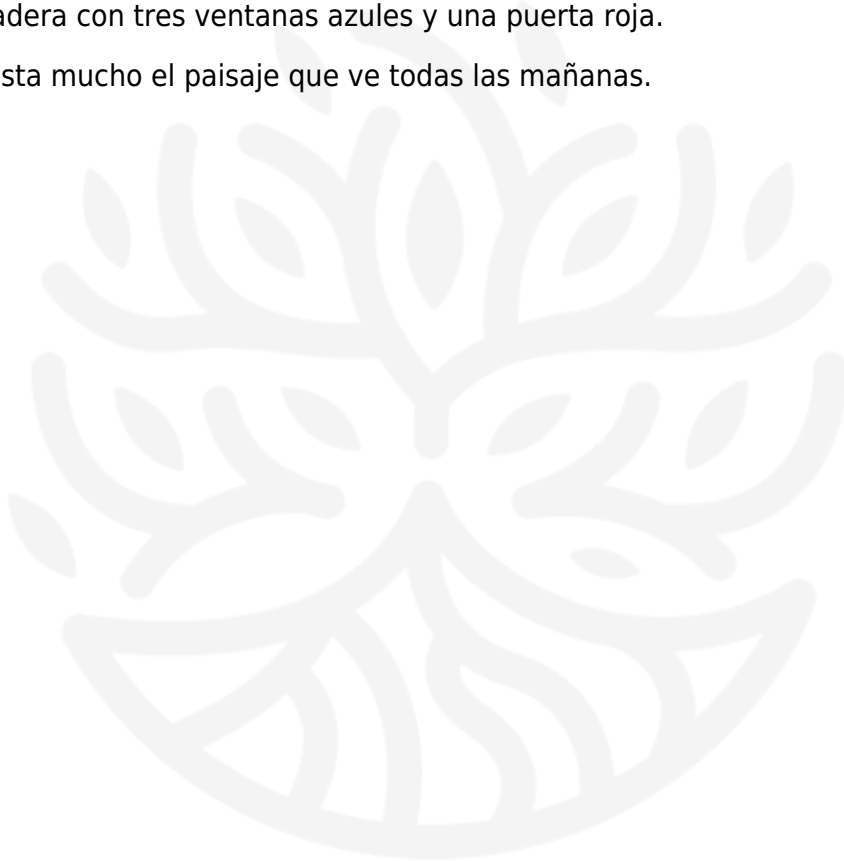 adera con tres ventanas azules y una puerta roja.
sta mucho el paisaje que ve todas las mañanas.